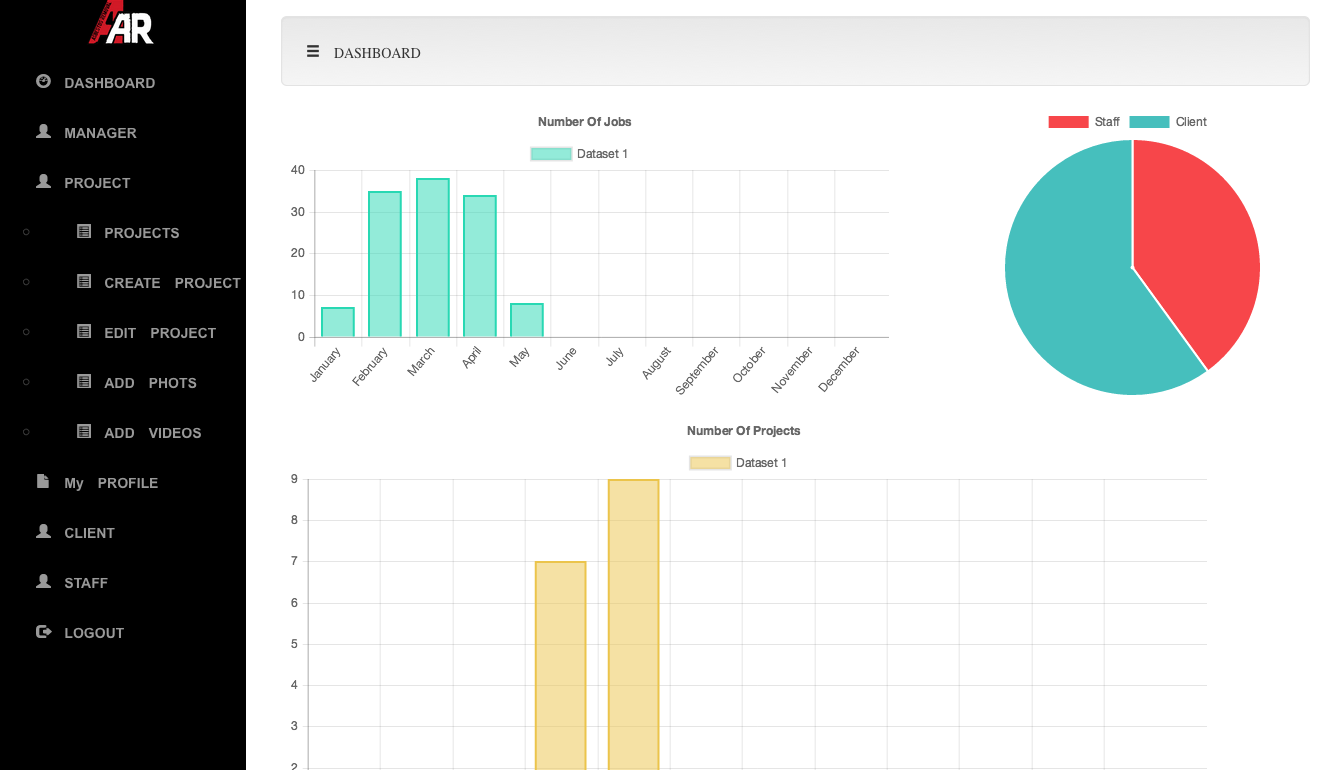 AAR
DASHBOARD
MANAGER
PROJECT
PROJECTS
CREATE PROJECT
EDIT PROJECT
ADD PHOTS
ADD VIDEOS
My PROFILE
CLIENT
STAFF
LOGOUT
DASHBOARD
Number Of Jobs
Dataset 1
40
30
20
10
0
January
February
March
April
May
June
July
August
September
October
November
December
Staff
Client
Number Of Projects
Dataset 1
9
8
7
6
5
4
3
2